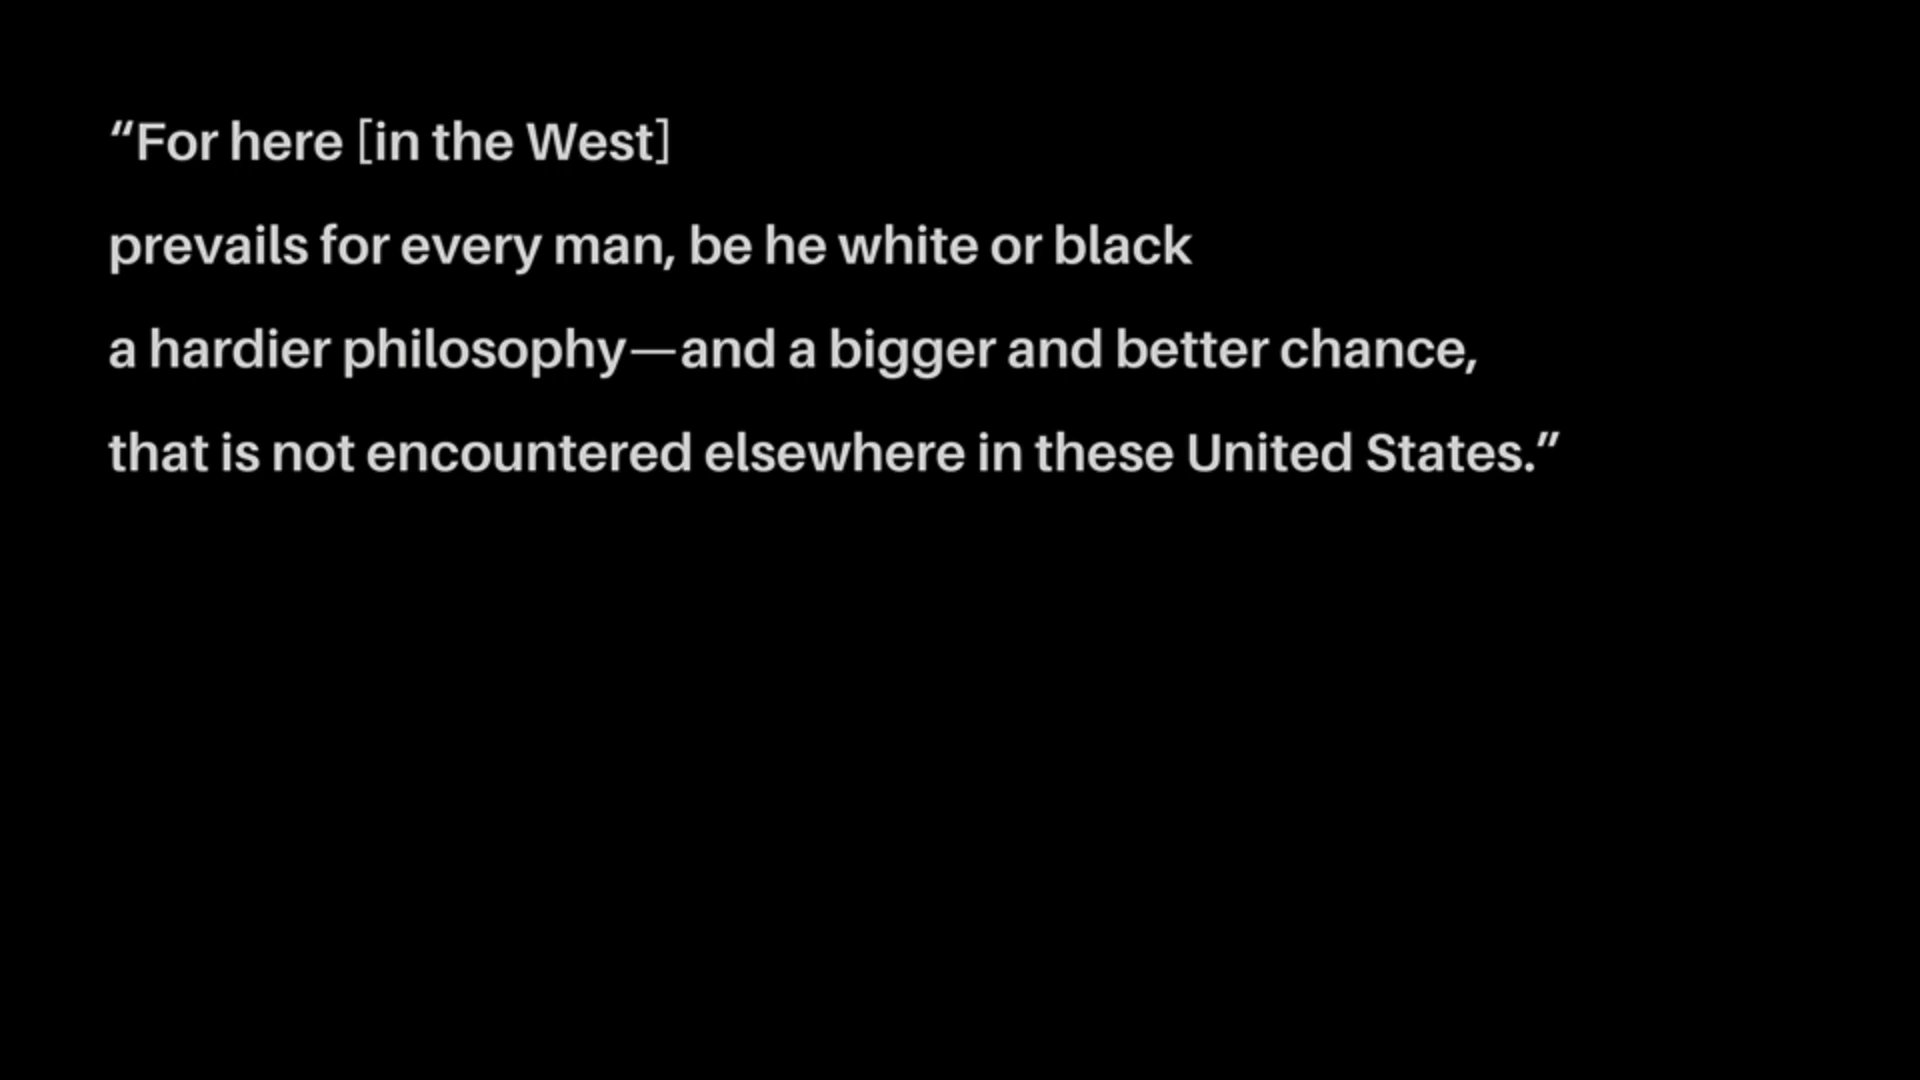 “For here [in the West]
prevails for every man, be he white or black
a hardier philosophy—and a bigger and better chance,
that is not encountered elsewhere in these United States.”